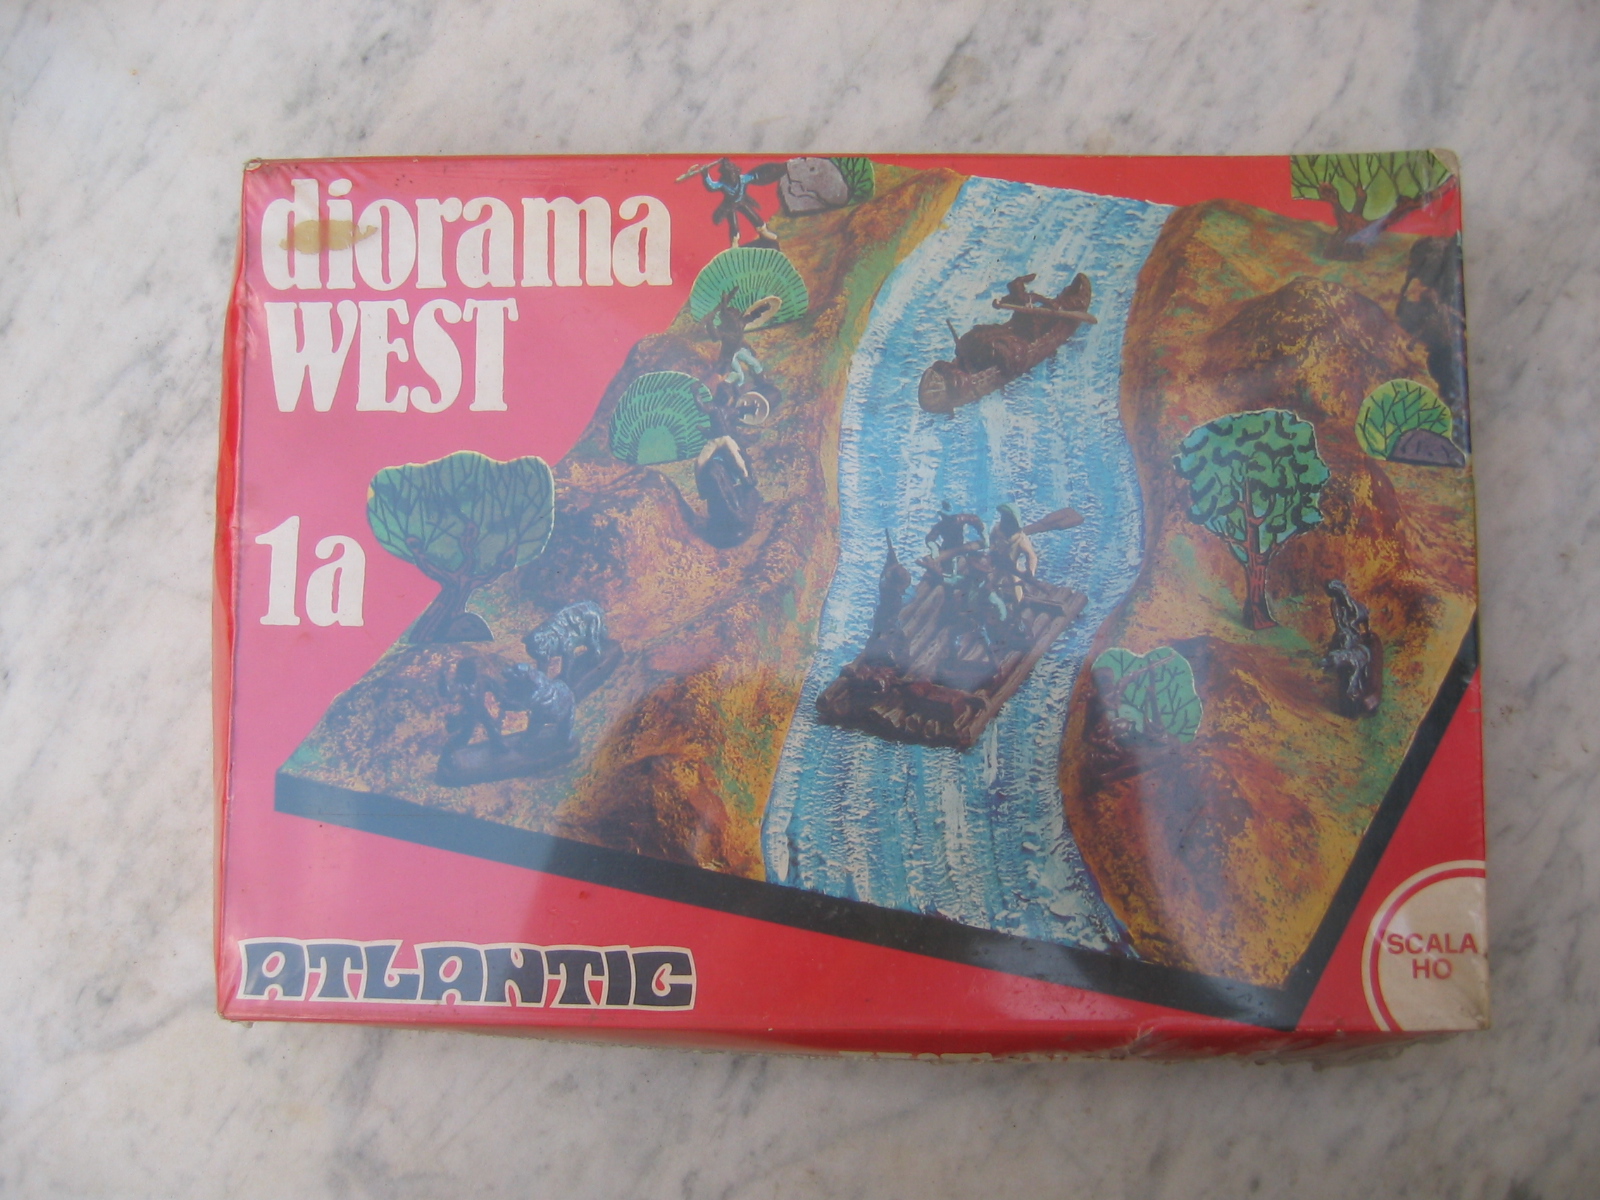 diorama
WEST
1a
ATLANTIC
SCALA
HO